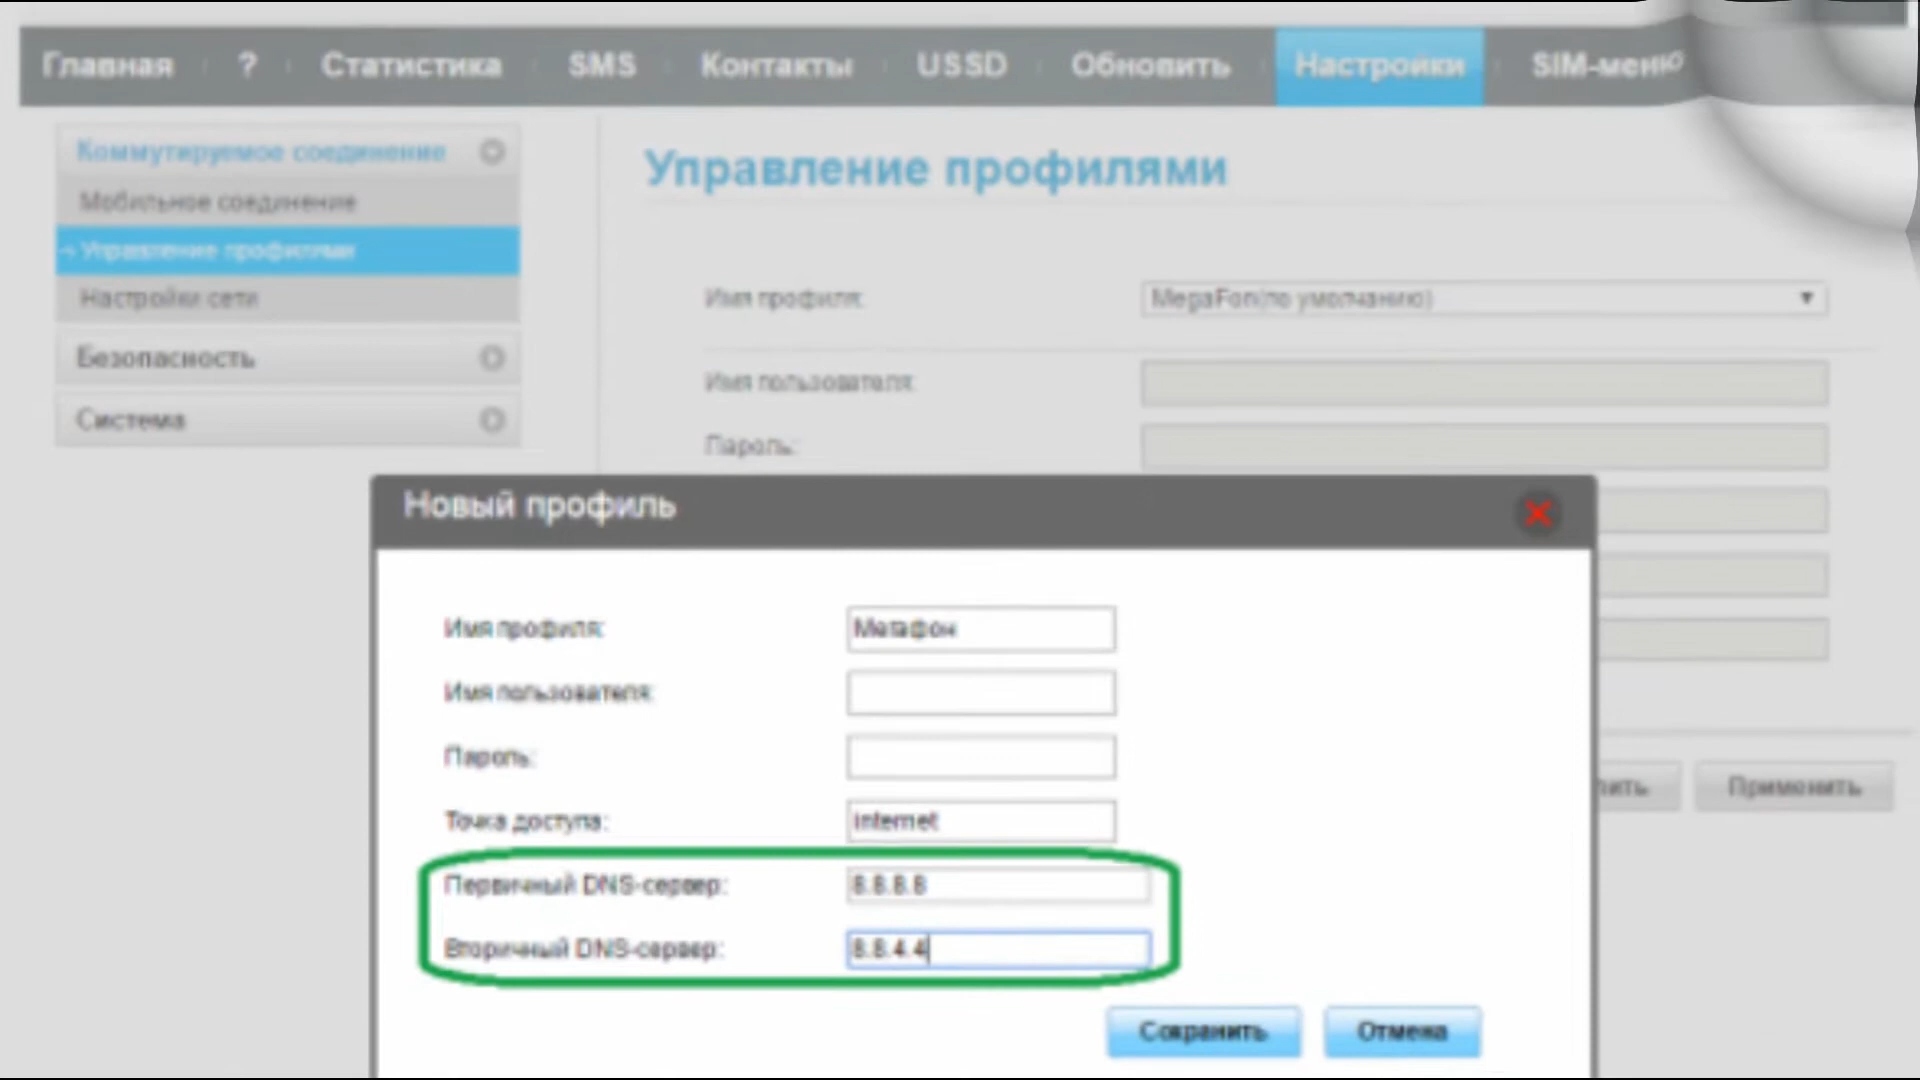 Главная ? Статистика SMS Контакты USSD Обновить Настройки SIM-меню
Коммутируемое соединение
Мобильное соединение
Управление профилями
Настройки сети
Безопасность
Система
Управление профилями
Имя профиля: MegaFon(по умолчанию)
Имя пользователя:
Пароль:
Применить
Новый профиль
Имя профиля: Мегафон
Имя пользователя:
Пароль:
Точка доступа: internet
Первичный DNS-сервер: 8.8.8.8
Вторичный DNS-сервер: 8.8.4.4
Сохранить Отмена